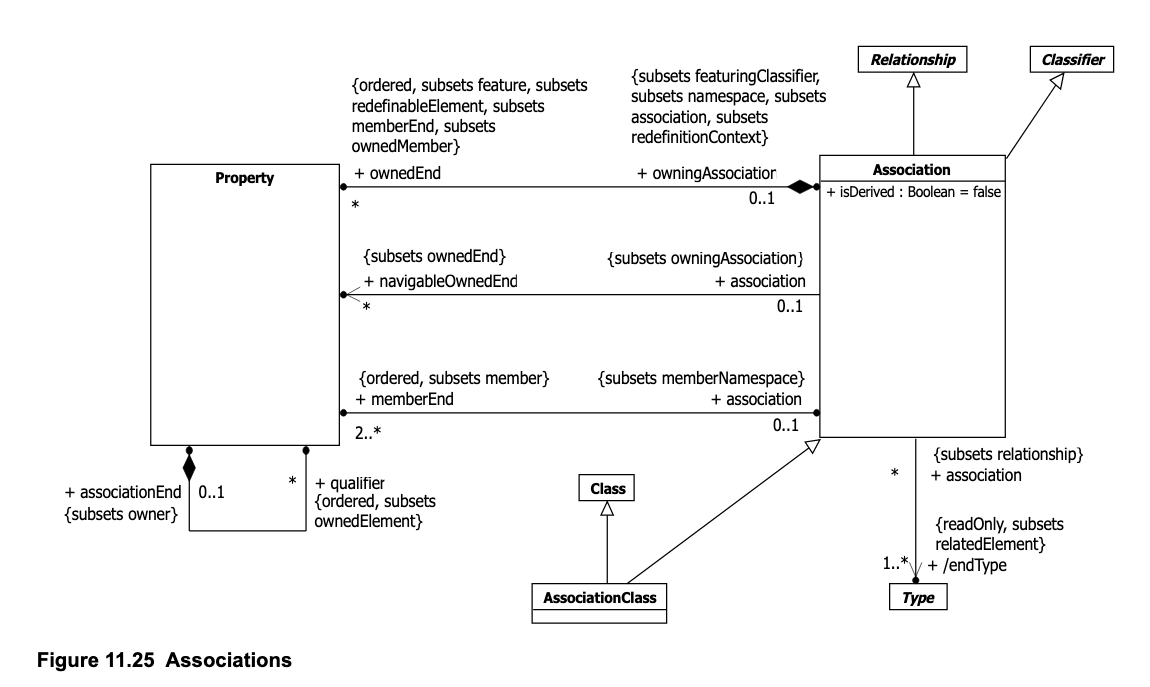 Relationship
Classifier
{ordered, subsets feature, subsets
redefinableElement, subsets
memberEnd, subsets
ownedMember}
+ ownedEnd
*
{subsets featuringClassifier,
subsets namespace, subsets
association, subsets
redefinitionContext}
+ owningAssociation
0..1
Property
Association
+ isDerived : Boolean = false
{subsets ownedEnd}
+ navigableOwnedEnd
*
{subsets owningAssociation}
+ association
0..1
{ordered, subsets member}
+ memberEnd
2..*
{subsets memberNamespace}
+ association
0..1
+ associationEnd
{subsets owner}
0..1
*
+ qualifier
{ordered, subsets
ownedElement}
Class
AssociationClass
{subsets relationship}
+ association
*
{readOnly, subsets
relatedElement}
+ /endType
1..*
Type
Figure 11.25 Associations